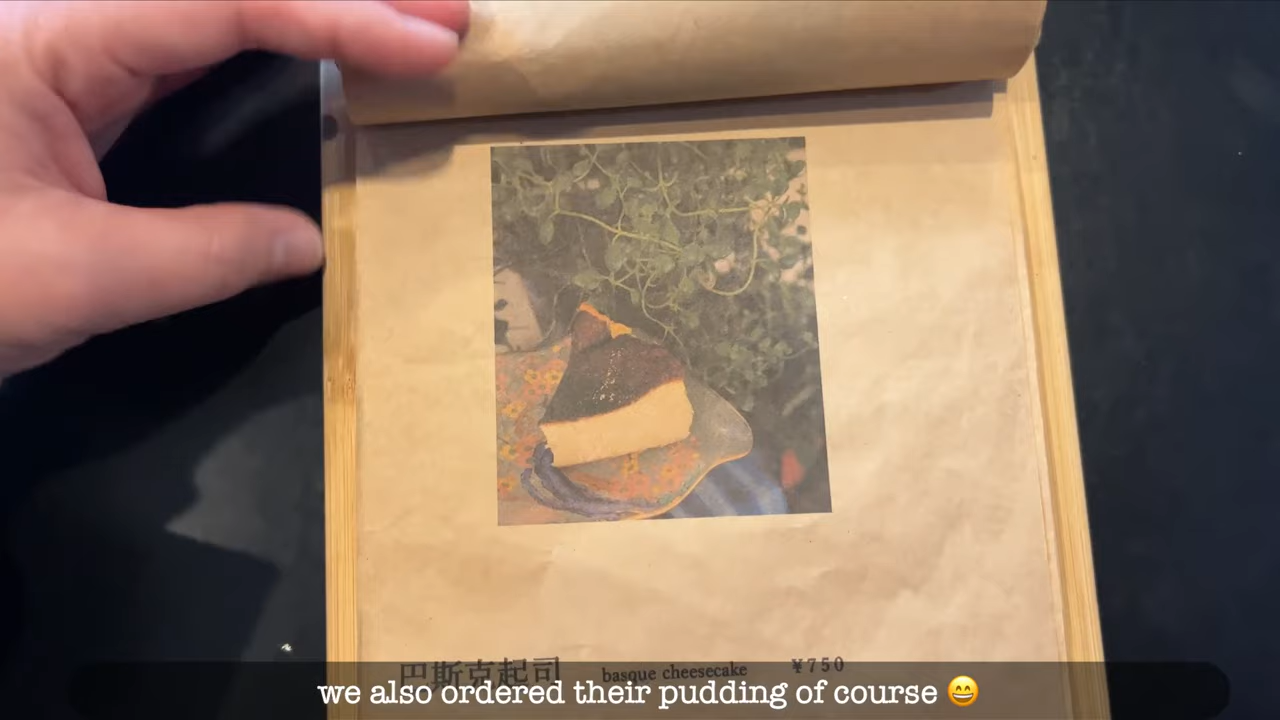 巴斯克起司 basque cheesecake ¥750
we also ordered their pudding of course 😄